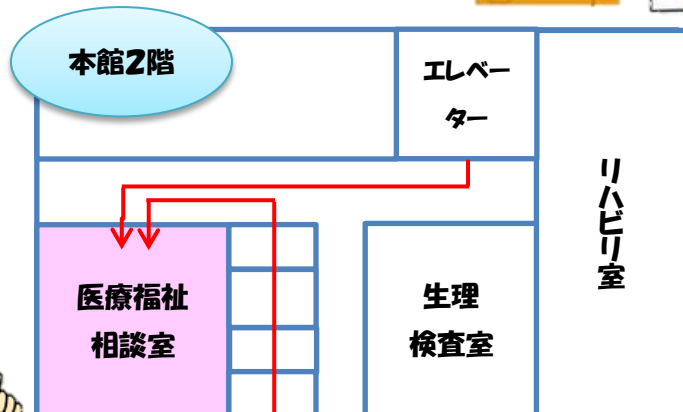 本館2階
エレベー
ター
リハビリ室
医療福祉
相談室
生理
検査室